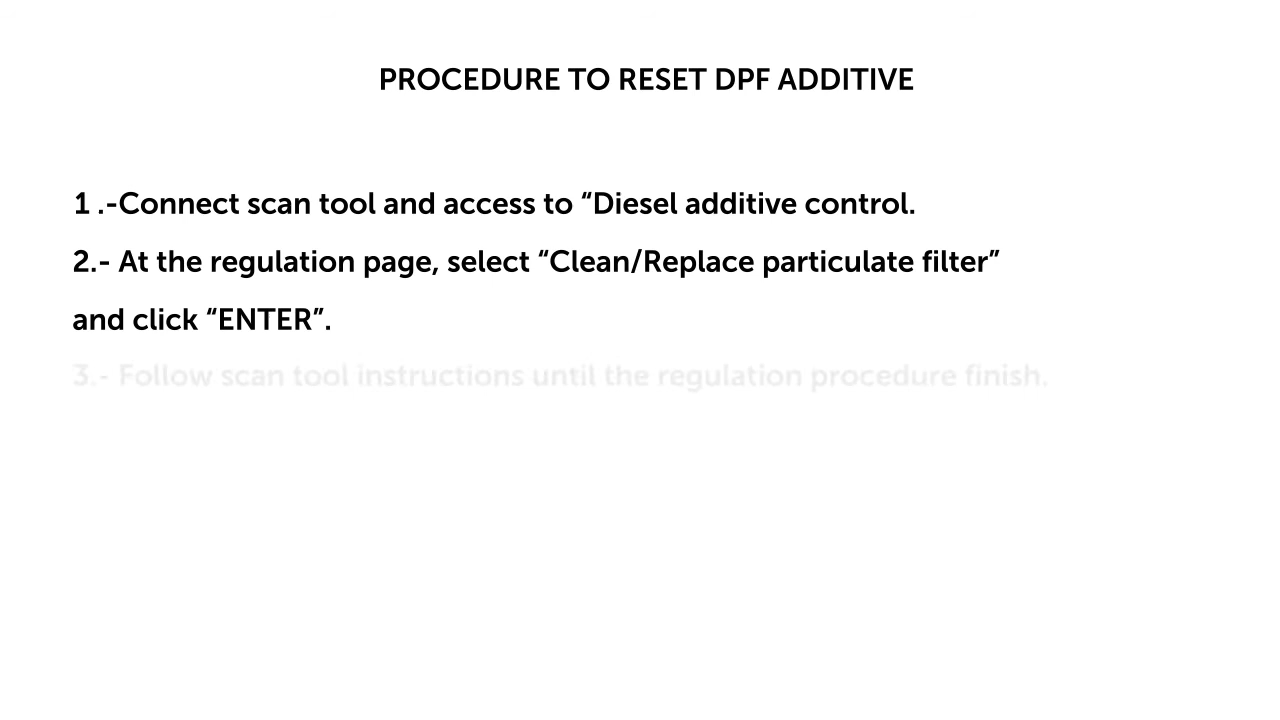 PROCEDURE TO RESET DPF ADDITIVE
1 .-Connect scan tool and access to “Diesel additive control.
2.- At the regulation page, select “Clean/Replace particulate filter”
and click “ENTER”.
3.- Follow scan tool instructions until the regulation procedure finish.